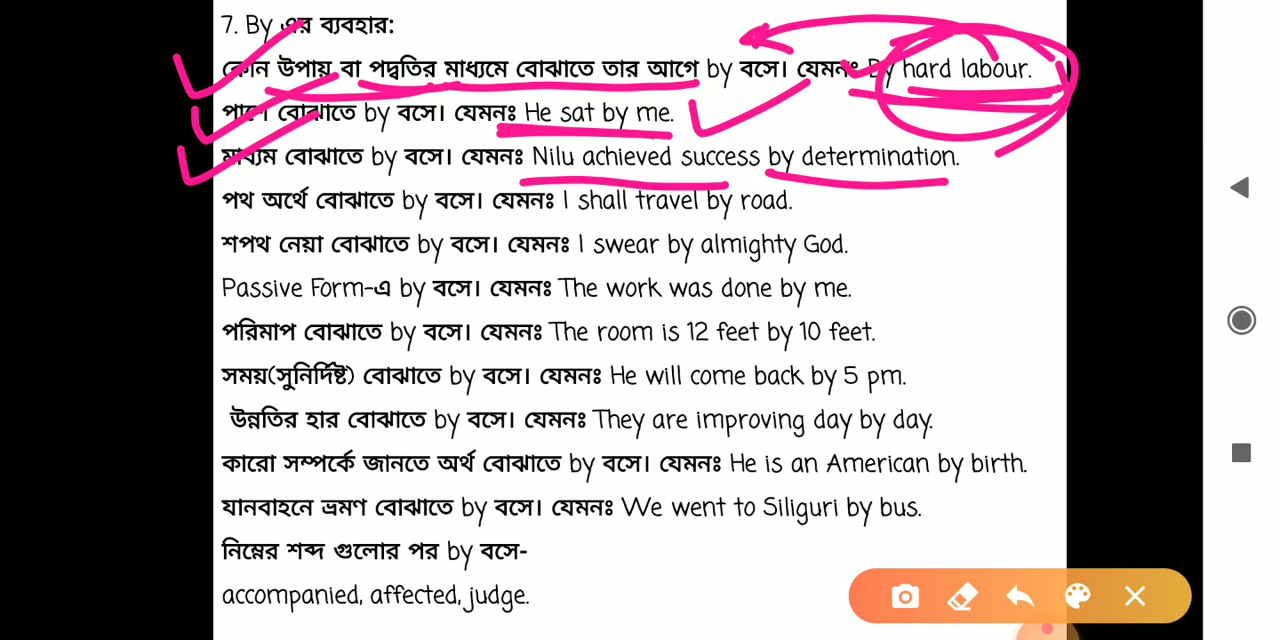 7. By এর ব্যবহার:
কোন উপায় বা পদ্বতির মাধ্যমে বোঝাতে তার আগে by বসে। যেমনঃ By hard labour.
পাশে বোঝাতে by বসে। যেমনঃ He sat by me.
মাধ্যম বোঝাতে by বসে। যেমনঃ Nilu achieved success by determination.
পথ অর্থে বোঝাতে by বসে। যেমনঃ I shall travel by road.
শপথ নেয়া বোঝাতে by বসে। যেমনঃ I swear by almighty God.
Passive Form-এ by বসে। যেমনঃ The work was done by me.
পরিমাপ বোঝাতে by বসে। যেমনঃ The room is 12 feet by 10 feet.
সময়(সুনির্দিষ্ট) বোঝাতে by বসে। যেমনঃ He will come back by 5 pm.
উন্নতির হার বোঝাতে by বসে। যেমনঃ They are improving day by day.
কারো সম্পর্কে জানতে অর্থ বোঝাতে by বসে। যেমনঃ He is an American by birth.
যানবাহনে ভ্রমণ বোঝাতে by বসে। যেমনঃ We went to Siliguri by bus.
নিম্নের শব্দ গুলোর পর by বসে-
accompanied, affected, judge.